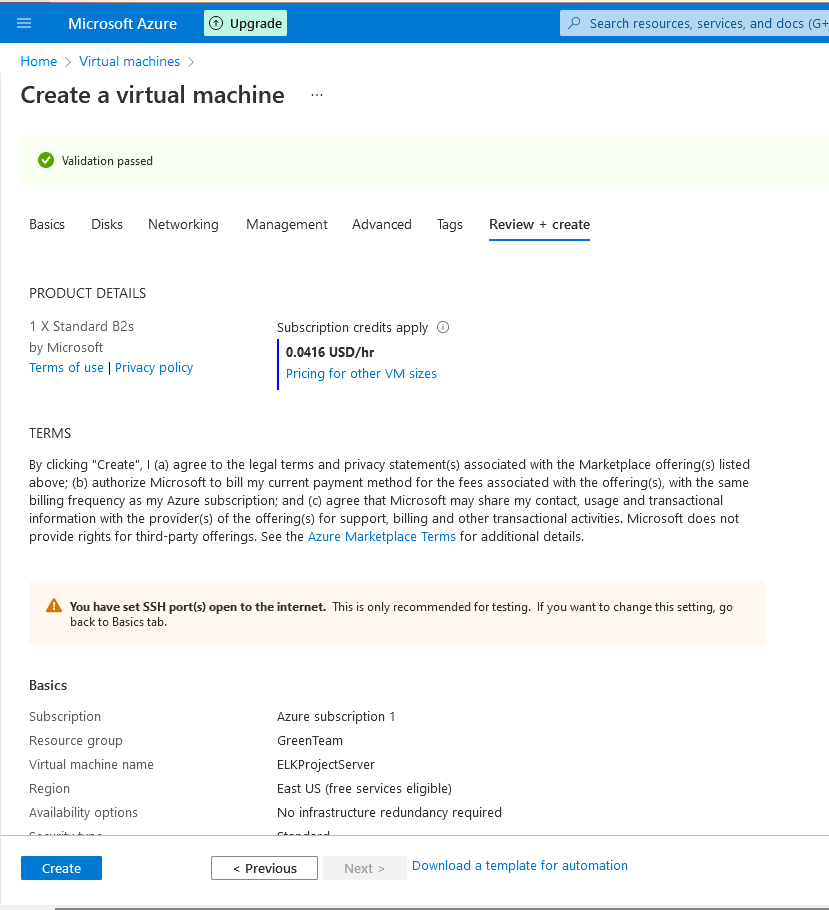 Microsoft Azure
Upgrade
Search resources, services, and docs (G+
Home > Virtual machines >
Create a virtual machine ...
Validation passed
Basics Disks Networking Management Advanced Tags Review + create
PRODUCT DETAILS
1 X Standard B2s
by Microsoft
Terms of use | Privacy policy
Subscription credits apply
0.0416 USD/hr
Pricing for other VM sizes
TERMS
By clicking "Create", I (a) agree to the legal terms and privacy statement(s) associated with the Marketplace offering(s) listed
above; (b) authorize Microsoft to bill my current payment method for the fees associated with the offering(s), with the same
billing frequency as my Azure subscription; and (c) agree that Microsoft may share my contact, usage and transactional
information with the provider(s) of the offering(s) for support, billing and other transactional activities. Microsoft does not
provide rights for third-party offerings. See the Azure Marketplace Terms for additional details.
You have set SSH port(s) open to the internet. This is only recommended for testing. If you want to change this setting, go
back to Basics tab.
Basics
Subscription Azure subscription 1
Resource group GreenTeam
Virtual machine name ELKProjectServer
Region East US (free services eligible)
Availability options No infrastructure redundancy required
Security type Standard
Create < Previous Next > Download a template for automation